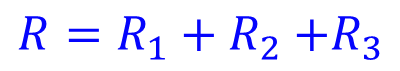 R = R₁ + R₂ +R₃